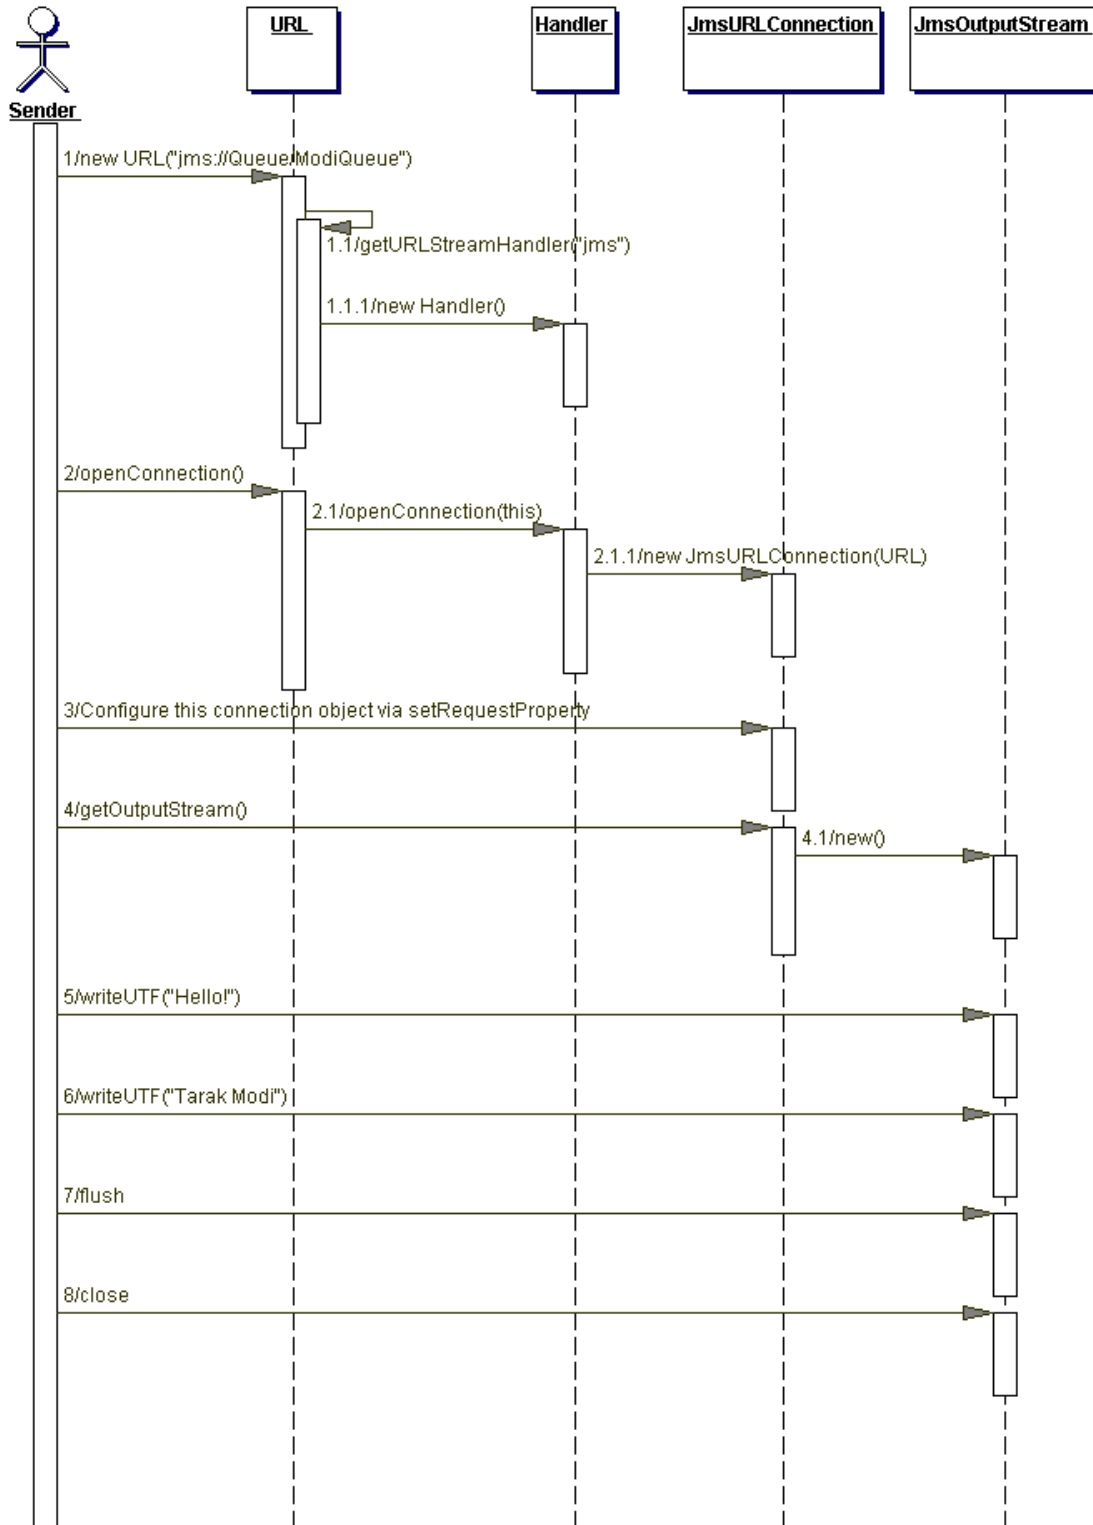 URL
Handler
JmsURLConnection
JmsOutputStream
Sender
1/new URL("jms://Queue/ModiQueue")
1.1/getURLStreamHandler("jms")
1.1.1/new Handler()
2/openConnection()
2.1/openConnection(this)
2.1.1/new JmsURLConnection(URL)
3/Configure this connection object via setRequestProperty
4/getOutputStream()
4.1/new()
5/writeUTF("Hello!")
6/writeUTF("Tarak Modi")
7/flush
8/close